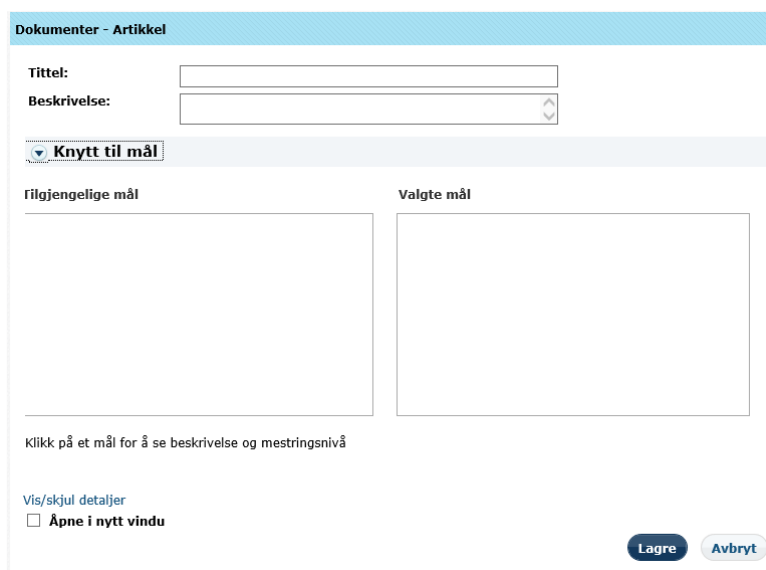 Dokumenter - Artikkel
Tittel:
Beskrivelse:
Knytt til mål
Tilgjengelige mål
Valgte mål
Klikk på et mål for å se beskrivelse og mestringsnivå
Vis/skjul detaljer
Åpne i nytt vindu
Lagre
Avbryt